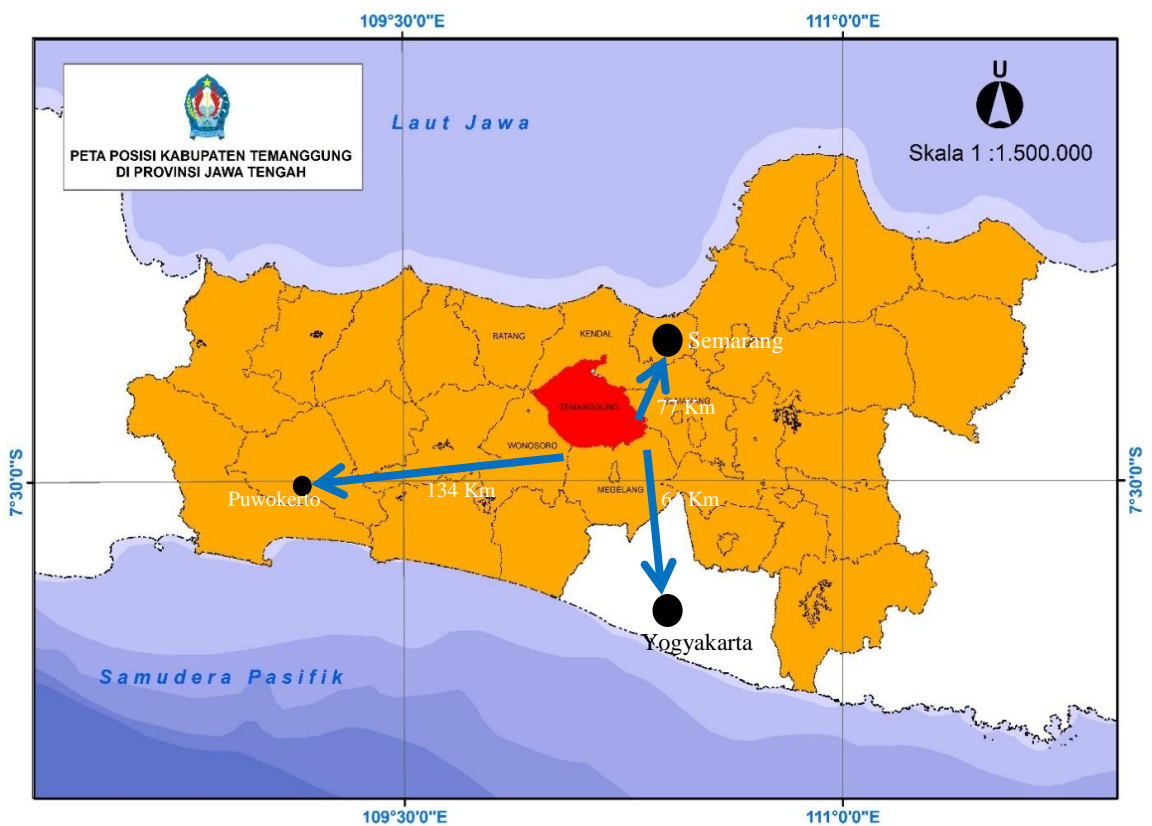 109°30'0"E
111°0'0"E
PETA POSISI KABUPATEN TEMANGGUNG
DI PROVINSI JAWA TENGAH
Laut Jawa
U
Skala 1 :1.500.000
BATANG
KENDAL
Semarang
TEMANGGUNG
77 Km
WONOSORO
7°30'0"S
7°30'0"S
134 Km
MEGELANG
64 Km
Puwokerto
Yogyakarta
Samudera Pasifik
109°30'0"E
111°0'0"E